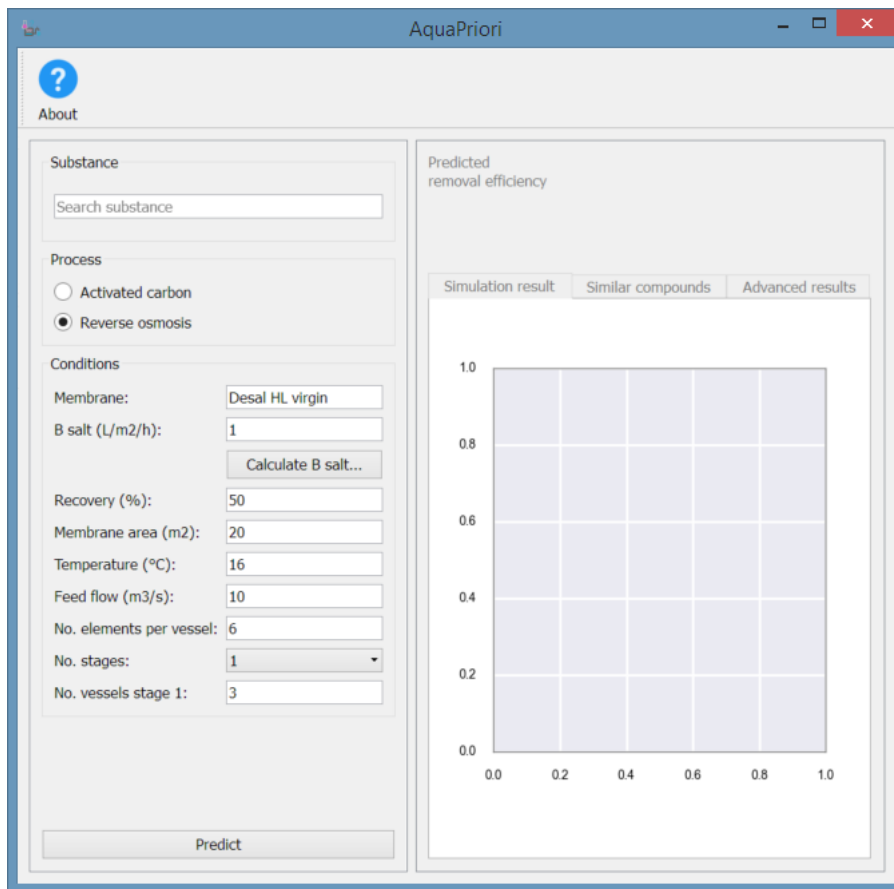 AquaPriori
About
Substance
Search substance
Process
Activated carbon
Reverse osmosis
Conditions
Membrane: Desal HL virgin
B salt (L/m2/h): 1
Calculate B salt...
Recovery (%): 50
Membrane area (m2): 20
Temperature (°C): 16
Feed flow (m3/s): 10
No. elements per vessel: 6
No. stages: 1
No. vessels stage 1: 3
Predict
Predicted
removal efficiency
Simulation result Similar compounds Advanced results
1.0
0.8
0.6
0.4
0.2
0.0
0.0 0.2 0.4 0.6 0.8 1.0